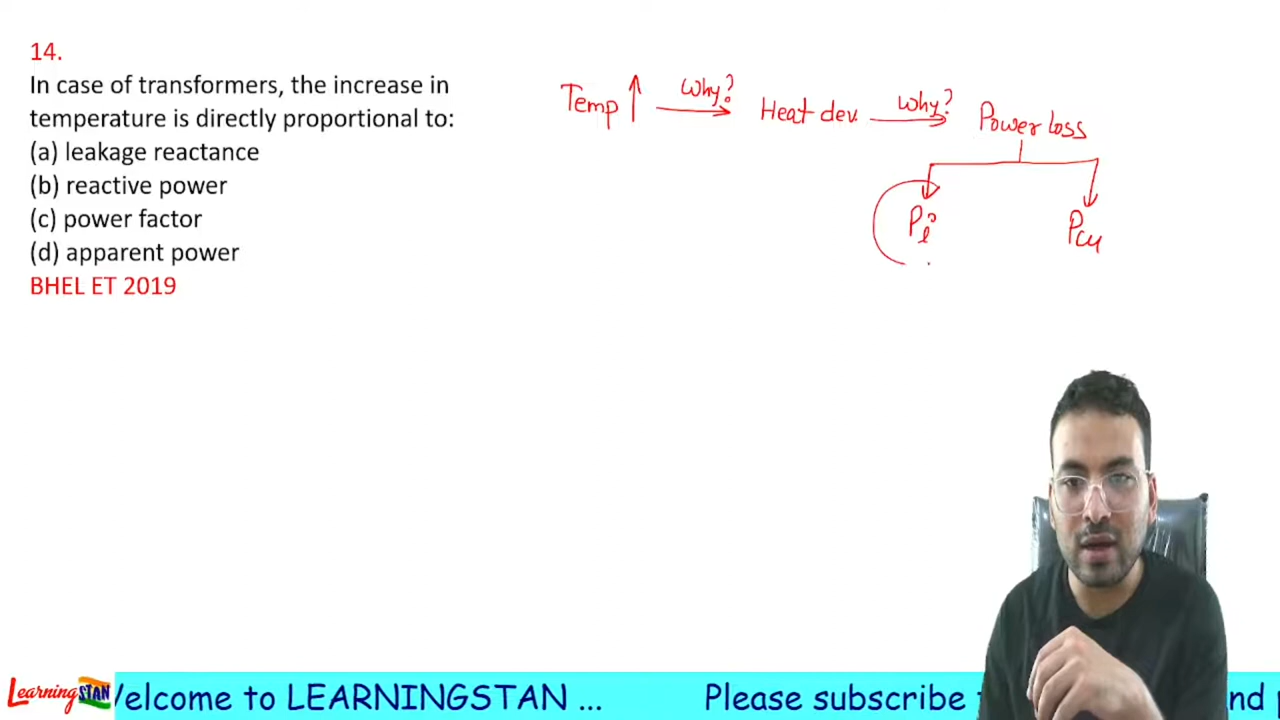 14.
In case of transformers, the increase in
temperature is directly proportional to:
(a) leakage reactance
(b) reactive power
(c) power factor
(d) apparent power
BHEL ET 2019
Temp ↑ Why? → Heat dev. Why? → Power loss
Pi Pcu
LearningSTAN
Welcome to LEARNINGSTAN ... Please subscribe